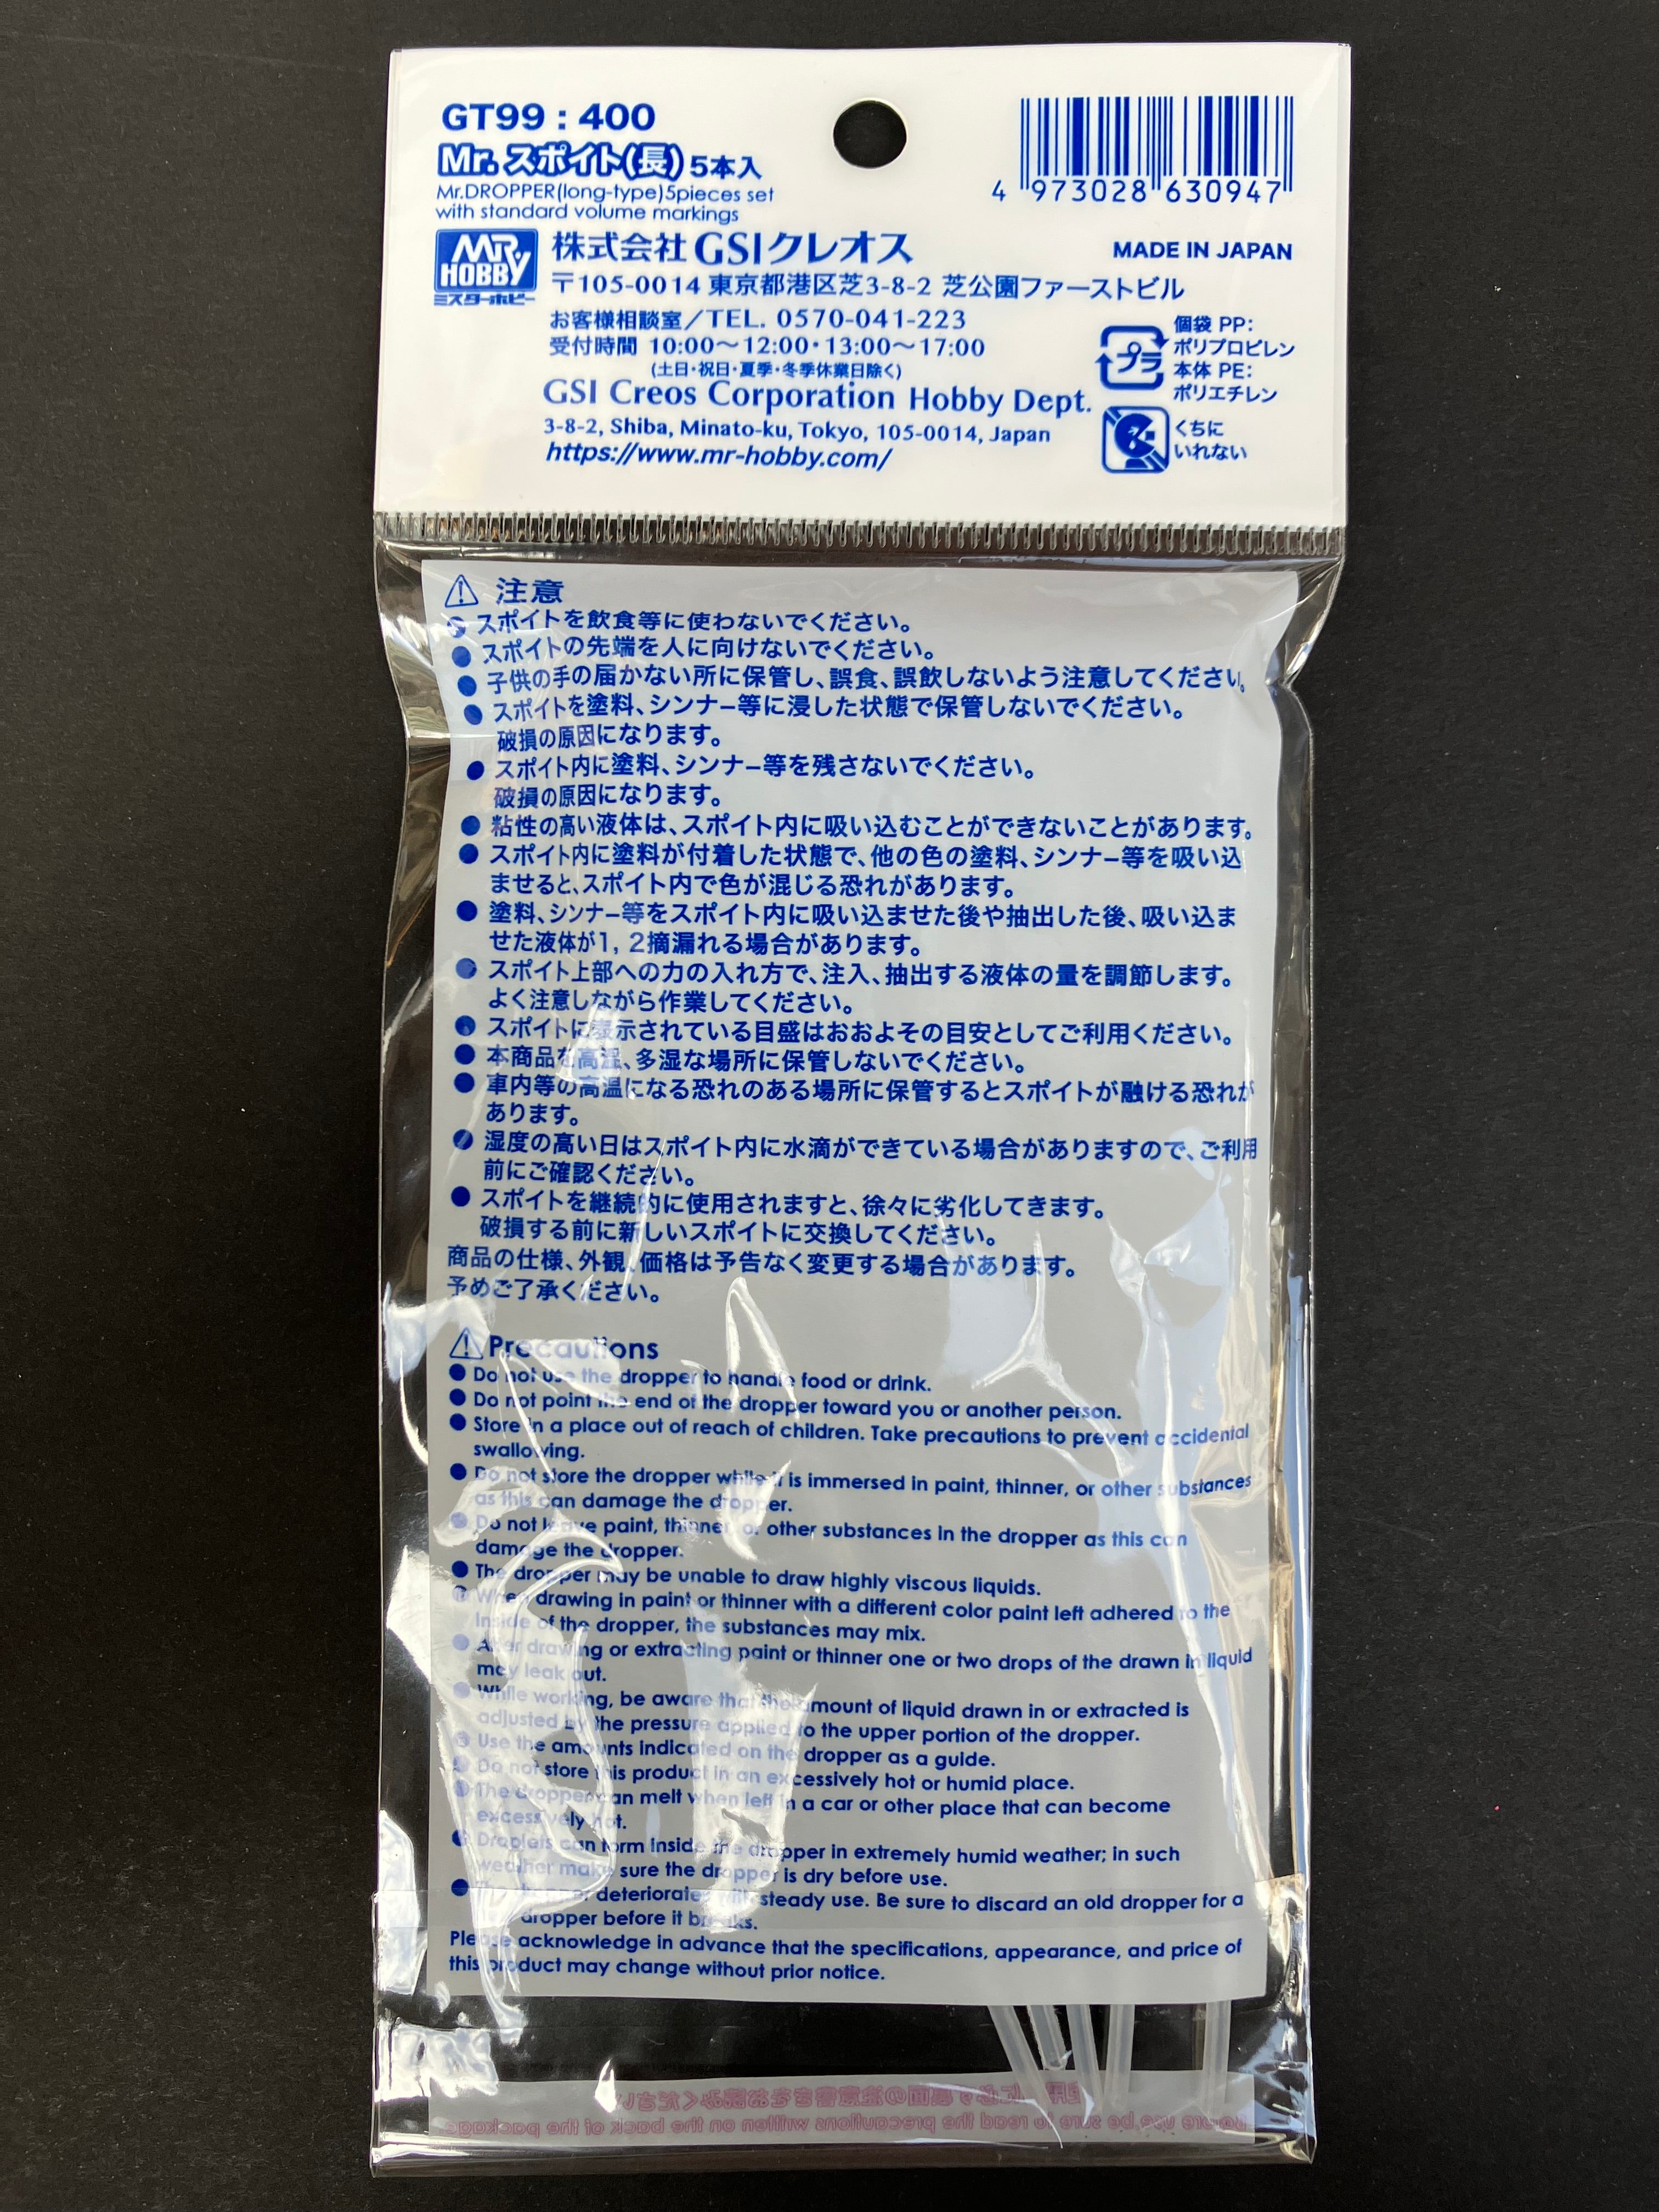 GT99 : 400
Mr. スポイト(長) 5本入
Mr.DROPPER(long-type)5pieces set
with standard volume markings
4 973028 630947
MR HOBBY
ミスターホビー
株式会社 GSIクレオス
MADE IN JAPAN
〒105-0014 東京都港区芝3-8-2 芝公園ファーストビル
お客様相談室/TEL. 0570-041-223
受付時間 10:00〜12:00・13:00〜17:00
(土日・祝日・夏季・冬季休業日除く)
プラ
個袋 PP:
ポリプロピレン
本体 PE:
ポリエチレン
GSI Creos Corporation Hobby Dept.
3-8-2, Shiba, Minato-ku, Tokyo, 105-0014, Japan
https://www.mr-hobby.com/
くちに
いれない
注意
● スポイトを飲食等に使わないでください。
● スポイトの先端を人に向けないでください。
● 子供の手の届かない所に保管し、誤食、誤飲しないよう注意してください。
● スポイトを塗料、シンナー等に浸した状態で保管しないでください。
破損の原因になります。
● スポイト内に塗料、シンナー等を残さないでください。
破損の原因になります。
● 粘性の高い液体は、スポイト内に吸い込むことができないことがあります。
● スポイト内に塗料が付着した状態で、他の色の塗料、シンナー等を吸い込
ませると、スポイト内で色が混じる恐れがあります。
● 塗料、シンナー等をスポイト内に吸い込ませた後や抽出した後、吸い込ま
せた液体が1, 2摘漏れる場合があります。
● スポイト上部への力の入れ方で、注入、抽出する液体の量を調節します。
よく注意しながら作業してください。
● スポイトに表示されている目盛はおおよその目安としてご利用ください。
● 本商品を高温、多湿な場所に保管しないでください。
● 車内等の高温になる恐れのある場所に保管するとスポイトが融ける恐れが
あります。
● 湿度の高い日はスポイト内に水滴ができている場合がありますので、ご利用
前にご確認ください。
● スポイトを継続的に使用されますと、徐々に劣化してきます。
破損する前に新しいスポイトに交換してください。
商品の仕様、外観、価格は予告なく変更する場合があります。
予めご了承ください。
Precautions
● Do not use the dropper to handle food or drink.
● Do not point the end of the dropper toward you or another person.
● Store in a place out of reach of children. Take precautions to prevent accidental
swallowing.
● Do not store the dropper while it is immersed in paint, thinner, or other substances
as this can damage the dropper.
● Do not leave paint, thinner, or other substances in the dropper as this can
damage the dropper.
● The dropper may be unable to draw highly viscous liquids.
● When drawing in paint or thinner with a different color paint left adhered to the
inside of the dropper, the substances may mix.
● After drawing or extracting paint or thinner one or two drops of the drawn in liquid
may leak out.
● While working, be aware that the amount of liquid drawn in or extracted is
adjusted by the pressure applied to the upper portion of the dropper.
● Use the amounts indicated on the dropper as a guide.
● Do not store this product in an excessively hot or humid place.
● The dropper can melt when left in a car or other place that can become
excessively hot.
● Droplets can form inside the dropper in extremely humid weather; in such
weather make sure the dropper is dry before use.
● The dropper deteriorates with steady use. Be sure to discard an old dropper for a
dropper before it breaks.
Please acknowledge in advance that the specifications, appearance, and price of
this product may change without prior notice.
に必ず裏面の注意書きをお読みください
Before use, be sure to read the precautions written on the back of the package